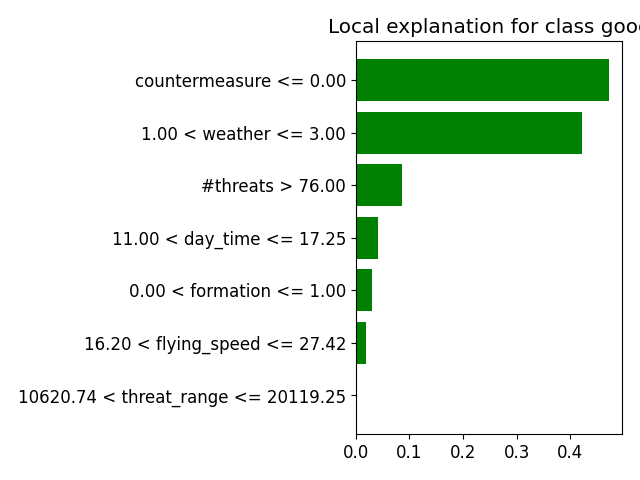 Local explanation for class good
countermeasure <= 0.00
1.00 < weather <= 3.00
#threats > 76.00
11.00 < day_time <= 17.25
0.00 < formation <= 1.00
16.20 < flying_speed <= 27.42
10620.74 < threat_range <= 20119.25
0.0 0.1 0.2 0.3 0.4